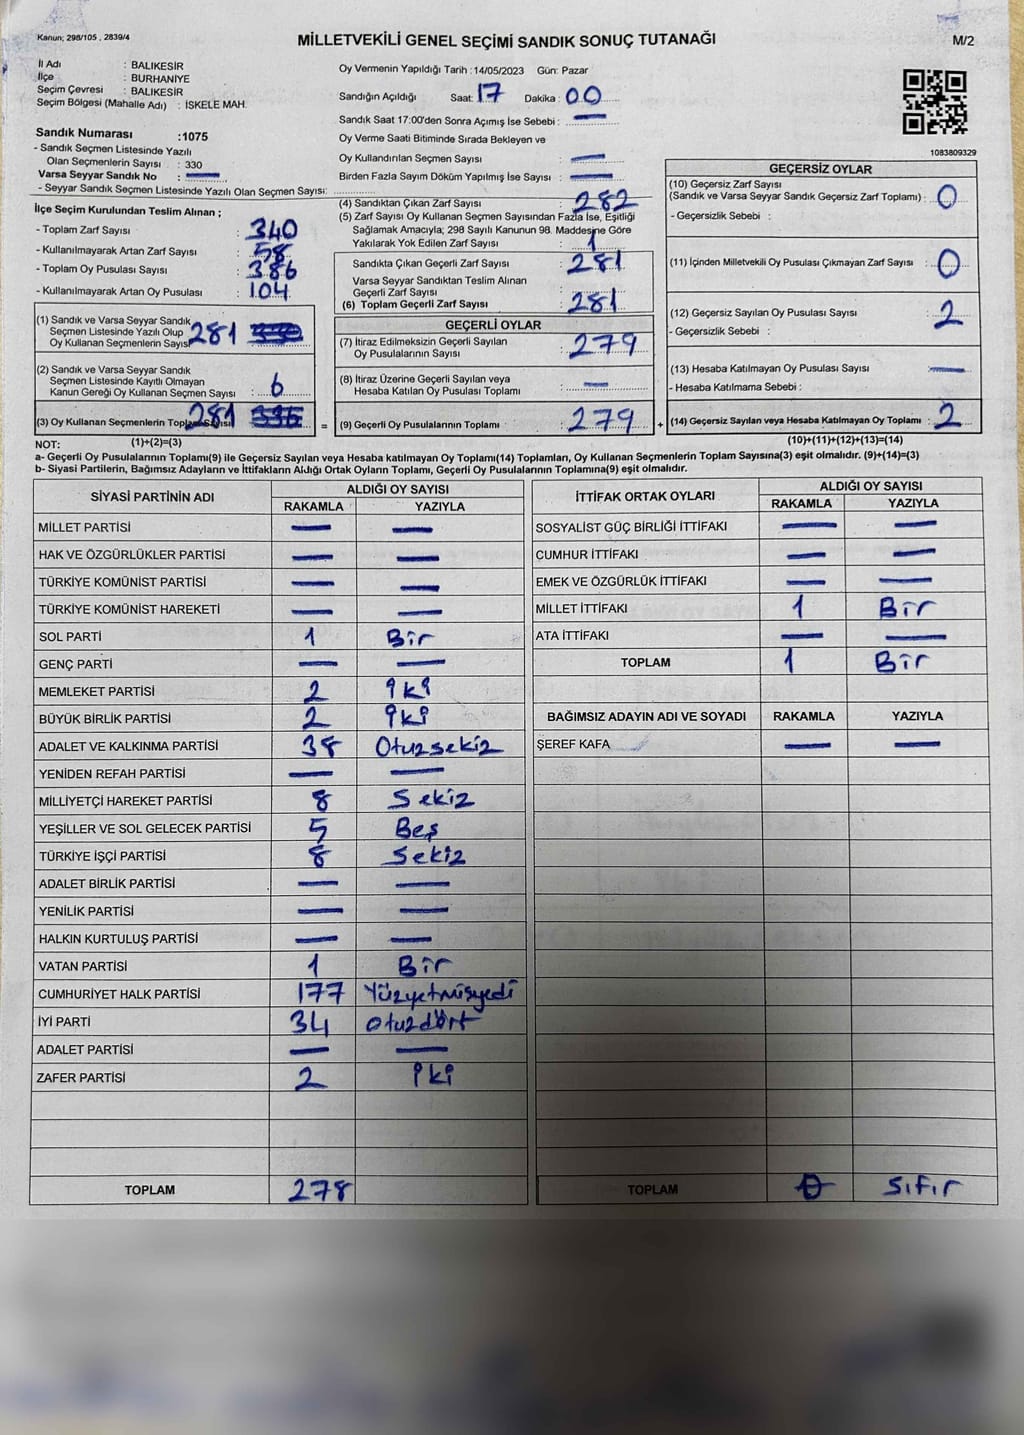 Kanun; 298/105 , 2839/4
MİLLETVEKİLİ GENEL SEÇİMİ SANDIK SONUÇ TUTANAĞI
M/2
İl Adı : BALIKESİR
İlçe : BURHANİYE
Seçim Çevresi : BALIKESİR
Seçim Bölgesi (Mahalle Adı) : İSKELE MAH.
Sandık Numarası :1075
- Sandık Seçmen Listesinde Yazılı
Olan Seçmenlerin Sayısı : 330
Varsa Seyyar Sandık No : —
- Seyyar Sandık Seçmen Listesinde Yazılı Olan Seçmen Sayısı:
Oy Vermenin Yapıldığı Tarih :14/05/2023 Gün: Pazar
Sandığın Açıldığı Saat: 17 Dakika : 00
Sandık Saat 17:00'den Sonra Açımış İse Sebebi : —
Oy Verme Saati Bitiminde Sırada Bekleyen ve
Oy Kullandırılan Seçmen Sayısı : —
Birden Fazla Sayım Döküm Yapılmış İse Sayısı : —
1083809329
İlçe Seçim Kurulundan Teslim Alınan ;
- Toplam Zarf Sayısı : 340
- Kullanılmayarak Artan Zarf Sayısı : 58
- Toplam Oy Pusulası Sayısı : 386
- Kullanılmayarak Artan Oy Pusulası : 104
(1) Sandık ve Varsa Seyyar Sandık
Seçmen Listesinde Yazılı Olup
Oy Kullanan Seçmenlerin Sayısı 281
(2) Sandık ve Varsa Seyyar Sandık
Seçmen Listesinde Kayıtlı Olmayan
Kanun Gereği Oy Kullanan Seçmen Sayısı : 6
(3) Oy Kullanan Seçmenlerin Toplam Sayısı 281
(1)+(2)=(3)
(4) Sandıktan Çıkan Zarf Sayısı : 282
(5) Zarf Sayısı Oy Kullanan Seçmen Sayısından Fazla İse, Eşitliği
Sağlamak Amacıyla; 298 Sayılı Kanunun 98. Maddesine Göre
Yakılarak Yok Edilen Zarf Sayısı : 1
Sandıkta Çıkan Geçerli Zarf Sayısı : 281
Varsa Seyyar Sandıktan Teslim Alınan
Geçerli Zarf Sayısı :
(6) Toplam Geçerli Zarf Sayısı : 281
GEÇERLİ OYLAR
(7) İtiraz Edilmeksizin Geçerli Sayılan
Oy Pusulalarının Sayısı : 279
(8) İtiraz Üzerine Geçerli Sayılan veya
Hesaba Katılan Oy Pusulası Toplamı : —
= (9) Geçerli Oy Pusulalarının Toplamı : 279 +
GEÇERSİZ OYLAR
(10) Geçersiz Zarf Sayısı
(Sandık ve Varsa Seyyar Sandık Geçersiz Zarf Toplamı) : 0
- Geçersizlik Sebebi :
(11) İçinden Milletvekili Oy Pusulası Çıkmayan Zarf Sayısı : 0
(12) Geçersiz Sayılan Oy Pusulası Sayısı : 2
- Geçersizlik Sebebi :
(13) Hesaba Katılmayan Oy Pusulası Sayısı : —
- Hesaba Katılmama Sebebi :
(14) Geçersiz Sayılan veya Hesaba Katılmayan Oy Toplamı : 2
(10)+(11)+(12)+(13)=(14)
NOT:
a- Geçerli Oy Pusulalarının Toplamı(9) ile Geçersiz Sayılan veya Hesaba katılmayan Oy Toplamı(14) Toplamları, Oy Kullanan Seçmenlerin Toplam Sayısına(3) eşit olmalıdır. (9)+(14)=(3)
b- Siyasi Partilerin, Bağımsız Adayların ve İttifakların Aldığı Ortak Oyların Toplamı, Geçerli Oy Pusulalarının Toplamına(9) eşit olmalıdır.
SİYASİ PARTİNİN ADI ALDIĞI OY SAYISI
RAKAMLA YAZIYLA
MİLLET PARTİSİ — —
HAK VE ÖZGÜRLÜKLER PARTİSİ — —
TÜRKİYE KOMÜNİST PARTİSİ — —
TÜRKİYE KOMÜNİST HAREKETİ — —
SOL PARTİ 1 Bir
GENÇ PARTİ — —
MEMLEKET PARTİSİ 2 iki
BÜYÜK BİRLİK PARTİSİ 2 iki
ADALET VE KALKINMA PARTİSİ 38 Otuzsekiz
YENİDEN REFAH PARTİSİ — —
MİLLİYETÇİ HAREKET PARTİSİ 8 Sekiz
YEŞİLLER VE SOL GELECEK PARTİSİ 5 Beş
TÜRKİYE İŞÇİ PARTİSİ 8 Sekiz
ADALET BİRLİK PARTİSİ — —
YENİLİK PARTİSİ — —
HALKIN KURTULUŞ PARTİSİ — —
VATAN PARTİSİ 1 Bir
CUMHURİYET HALK PARTİSİ 177 Yüzyetmişyedi
İYİ PARTİ 34 otuzdört
ADALET PARTİSİ — —
ZAFER PARTİSİ 2 iki
TOPLAM 278
İTTİFAK ORTAK OYLARI ALDIĞI OY SAYISI
RAKAMLA YAZIYLA
SOSYALİST GÜÇ BİRLİĞİ İTTİFAKI — —
CUMHUR İTTİFAKI — —
EMEK VE ÖZGÜRLÜK İTTİFAKI — —
MİLLET İTTİFAKI 1 Bir
ATA İTTİFAKI — —
TOPLAM 1 Bir
BAĞIMSIZ ADAYIN ADI VE SOYADI RAKAMLA YAZIYLA
ŞEREF KAFA — —
TOPLAM 0 Sıfır